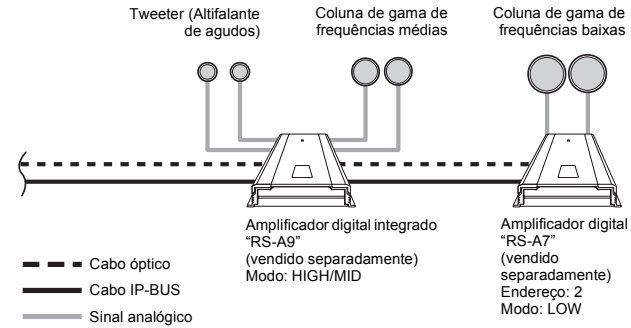 Tweeter (Altifalante
de agudos)
Coluna de gama de
frequências médias
Coluna de gama de
frequências baixas
Amplificador digital integrado
“RS-A9”
(vendido separadamente)
Modo: HIGH/MID
Amplificador digital
“RS-A7”
(vendido
separadamente)
Endereço: 2
Modo: LOW
Cabo óptico
Cabo IP-BUS
Sinal analógico